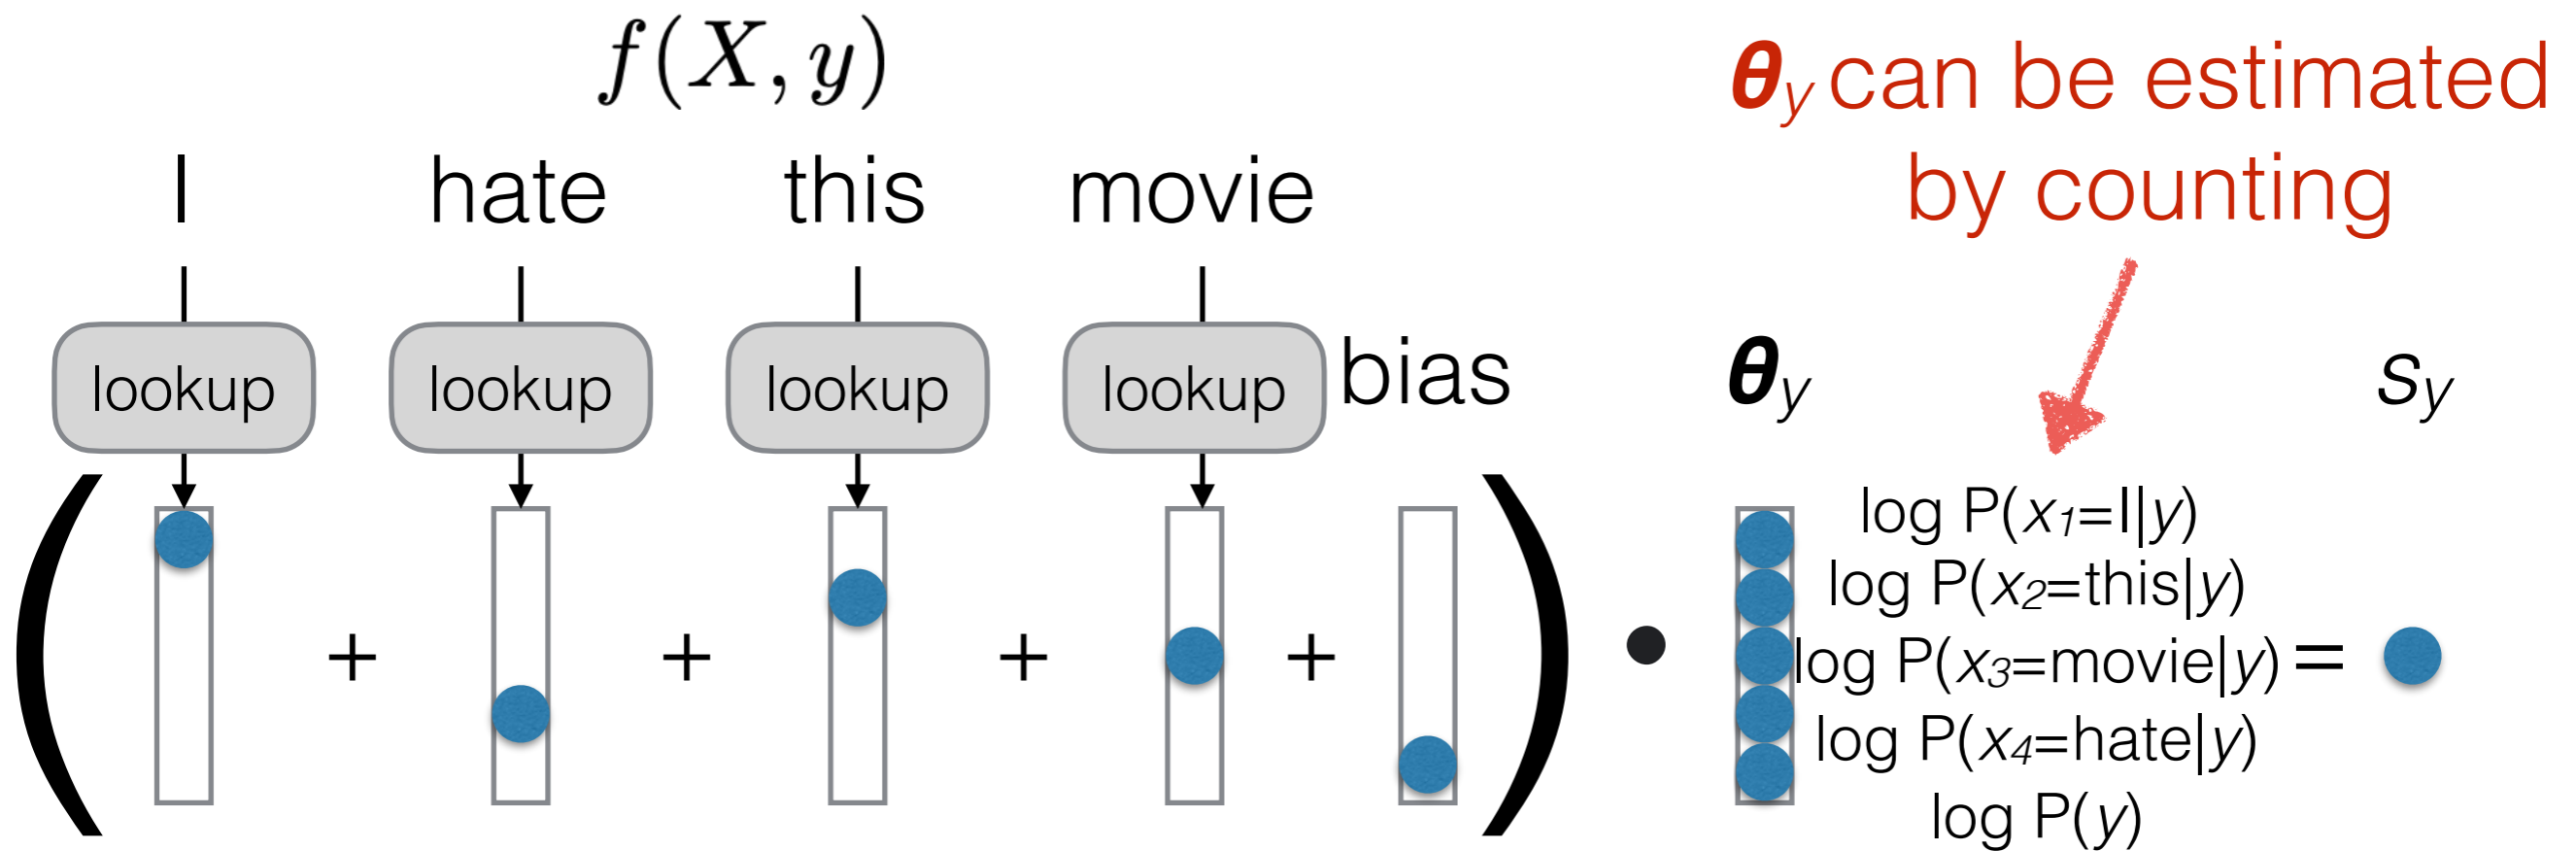 f(X, y)
θy can be estimated
by counting
I hate this movie
lookup lookup lookup lookup bias θy sy
log P(x1=I|y)
log P(x2=this|y)
+ + + + • log P(x3=movie|y) =
log P(x4=hate|y)
log P(y)